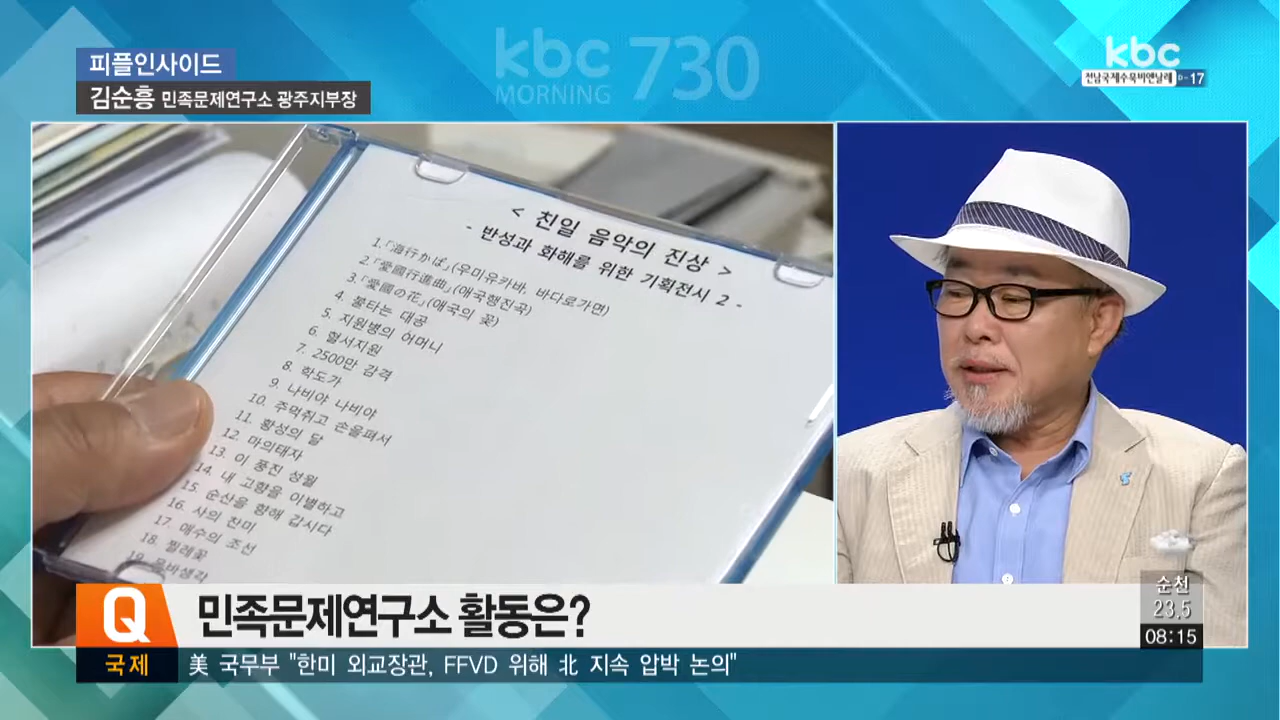 kbc 730
MORNING
kbc
전남국제수묵비엔날레 D-17
피플인사이드
김순흥 민족문제연구소 광주지부장
< 친일 음악의 진상 >
- 반성과 화해를 위한 기획전시 2 -
1.「海行かば」(우미유카바, 바다로가면)
2.「愛國行進曲」(애국행진곡)
3.「愛國の花」(애국의 꽃)
4. 불타는 대공
5. 지원병의 어머니
6. 혈서지원
7. 2500만 감격
8. 학도가
9. 나비야 나비야
10. 주먹쥐고 손을펴서
11. 황성의 달
12. 마의태자
13. 이 풍진 성월
14. 내 고향을 이별하고
15. 순산을 향해 갑시다
16. 사의 찬미
17. 애수의 조선
18. 찔레꽃
Q 민족문제연구소 활동은?
순천
23.5
08:15
국제 美 국무부 "한미 외교장관, FFVD 위해 北 지속 압박 논의"